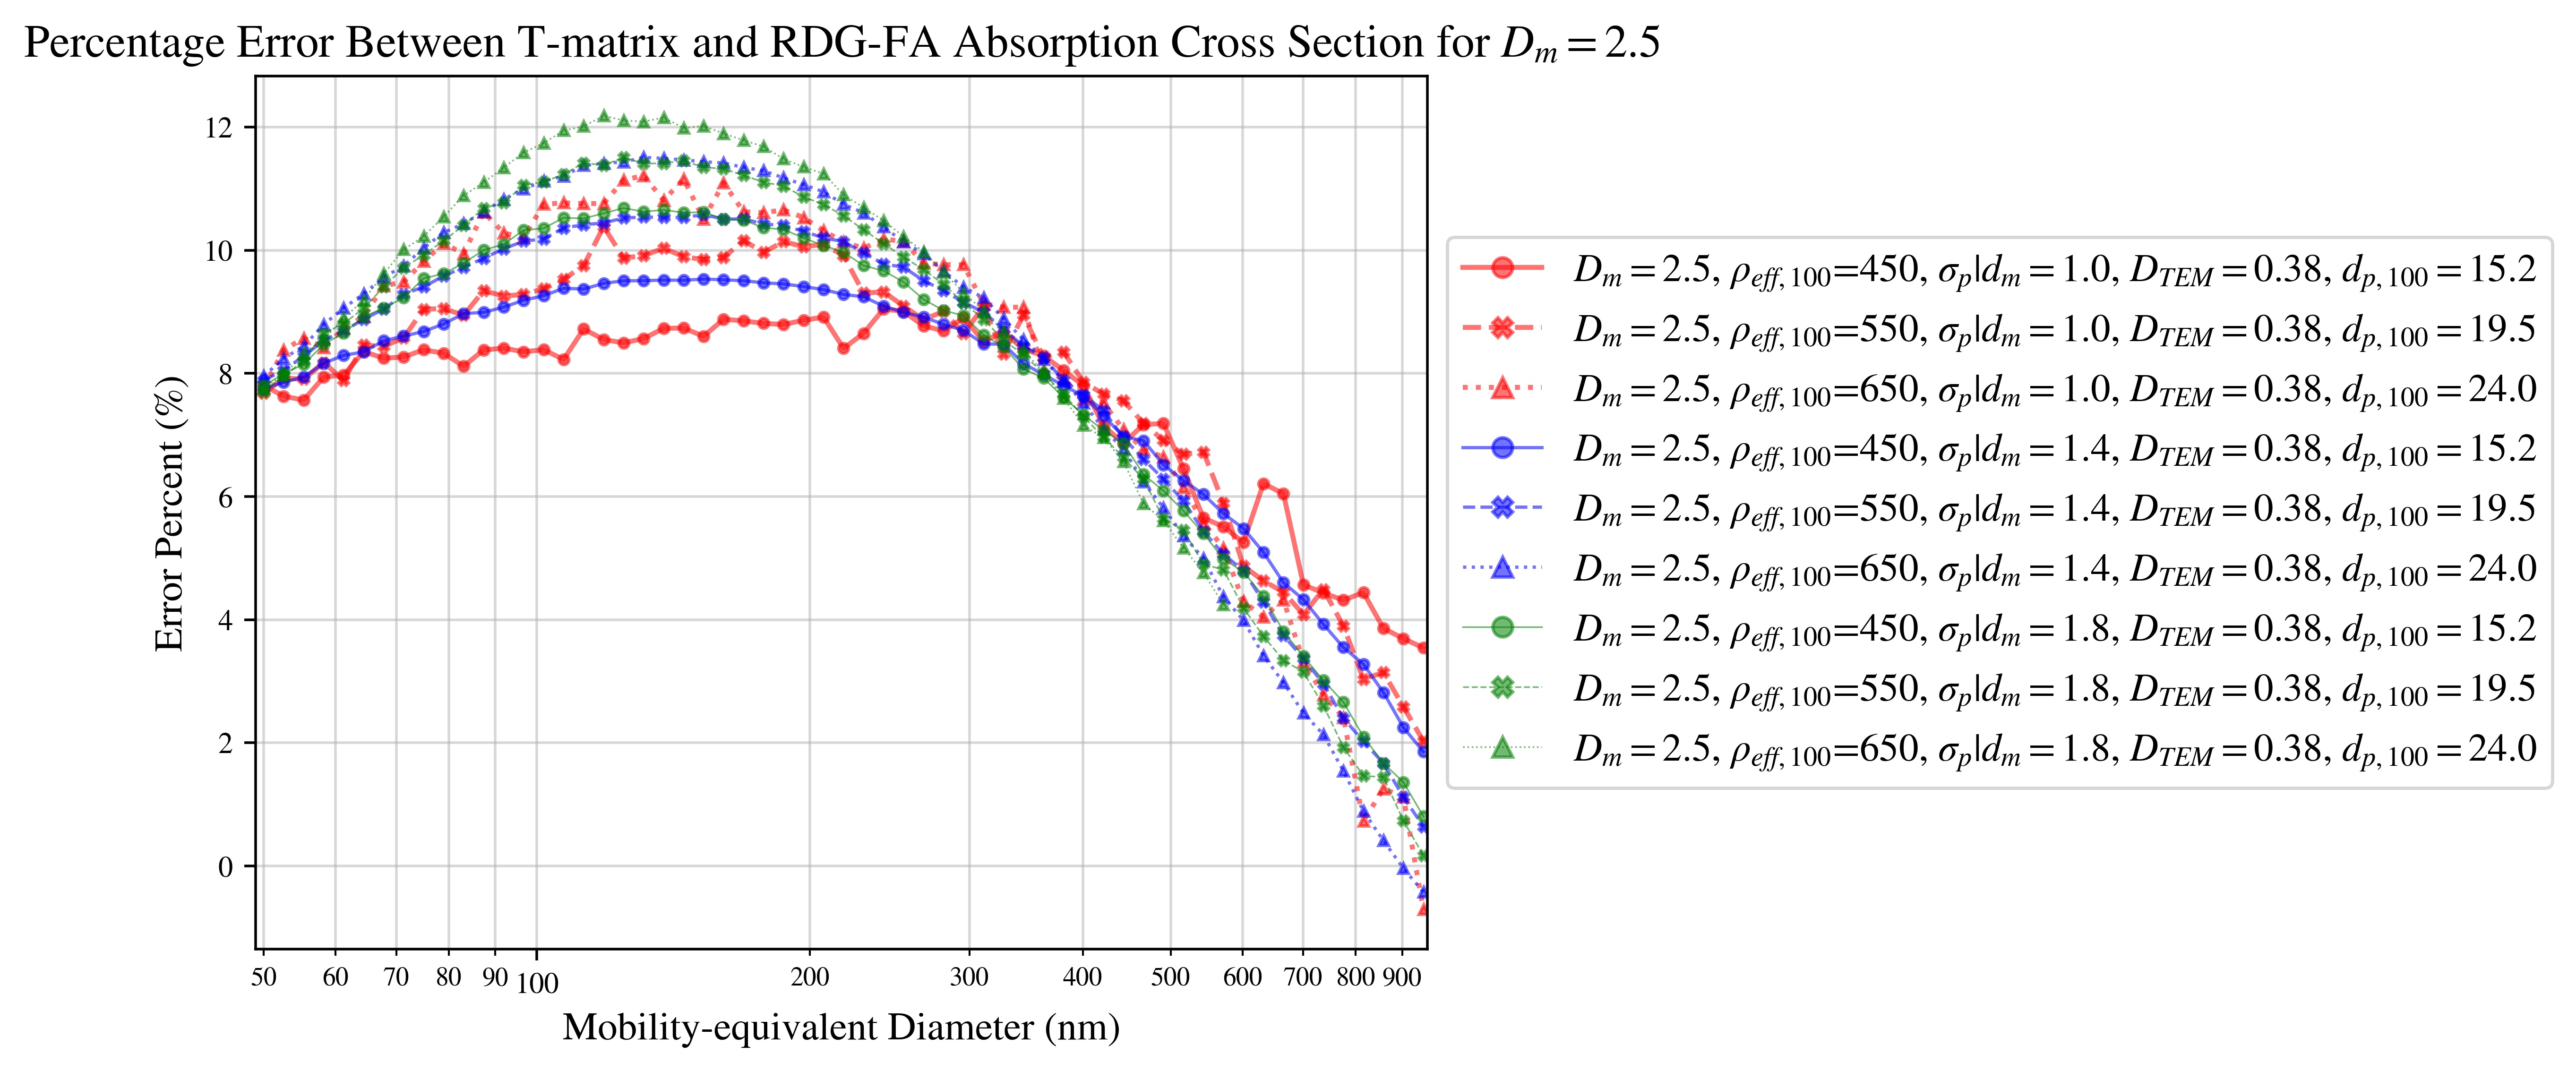 Percentage Error Between T-matrix and RDG-FA Absorption Cross Section for D_m = 2.5
12
10
8
6
4
2
0
Error Percent (%)
50 60 70 80 90 100 200 300 400 500 600 700 800 900
Mobility-equivalent Diameter (nm)
D_m = 2.5, ρ_eff,100=450, σ_p|d_m = 1.0, D_TEM = 0.38, d_p,100 = 15.2
D_m = 2.5, ρ_eff,100=550, σ_p|d_m = 1.0, D_TEM = 0.38, d_p,100 = 19.5
D_m = 2.5, ρ_eff,100=650, σ_p|d_m = 1.0, D_TEM = 0.38, d_p,100 = 24.0
D_m = 2.5, ρ_eff,100=450, σ_p|d_m = 1.4, D_TEM = 0.38, d_p,100 = 15.2
D_m = 2.5, ρ_eff,100=550, σ_p|d_m = 1.4, D_TEM = 0.38, d_p,100 = 19.5
D_m = 2.5, ρ_eff,100=650, σ_p|d_m = 1.4, D_TEM = 0.38, d_p,100 = 24.0
D_m = 2.5, ρ_eff,100=450, σ_p|d_m = 1.8, D_TEM = 0.38, d_p,100 = 15.2
D_m = 2.5, ρ_eff,100=550, σ_p|d_m = 1.8, D_TEM = 0.38, d_p,100 = 19.5
D_m = 2.5, ρ_eff,100=650, σ_p|d_m = 1.8, D_TEM = 0.38, d_p,100 = 24.0